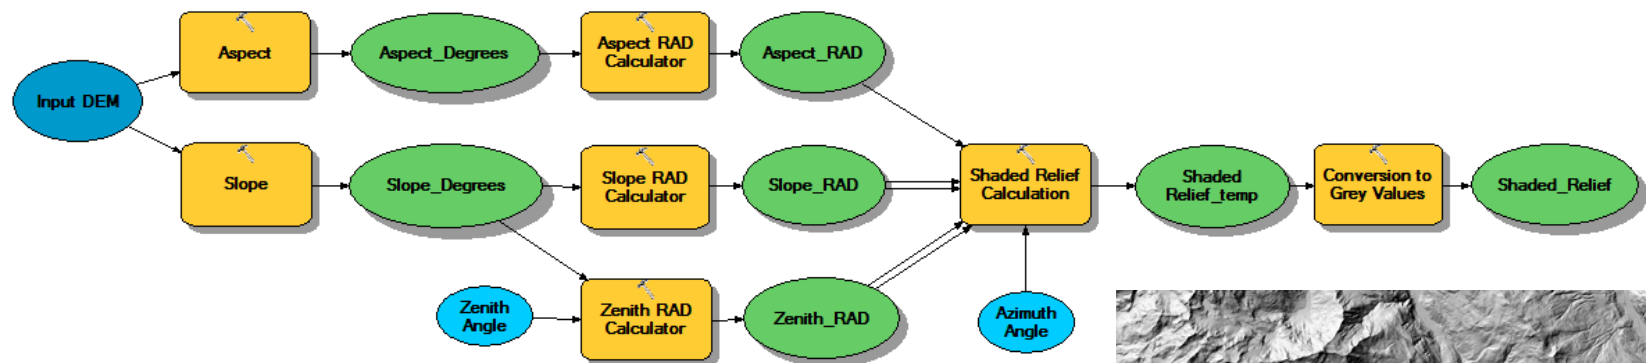 Input DEM
Aspect
Aspect_Degrees
Aspect RAD
Calculator
Aspect_RAD
Slope
Slope_Degrees
Slope RAD
Calculator
Slope_RAD
Zenith
Angle
Zenith RAD
Calculator
Zenith_RAD
Shaded Relief
Calculation
Azimuth
Angle
Shaded
Relief_temp
Conversion to
Grey Values
Shaded_Relief